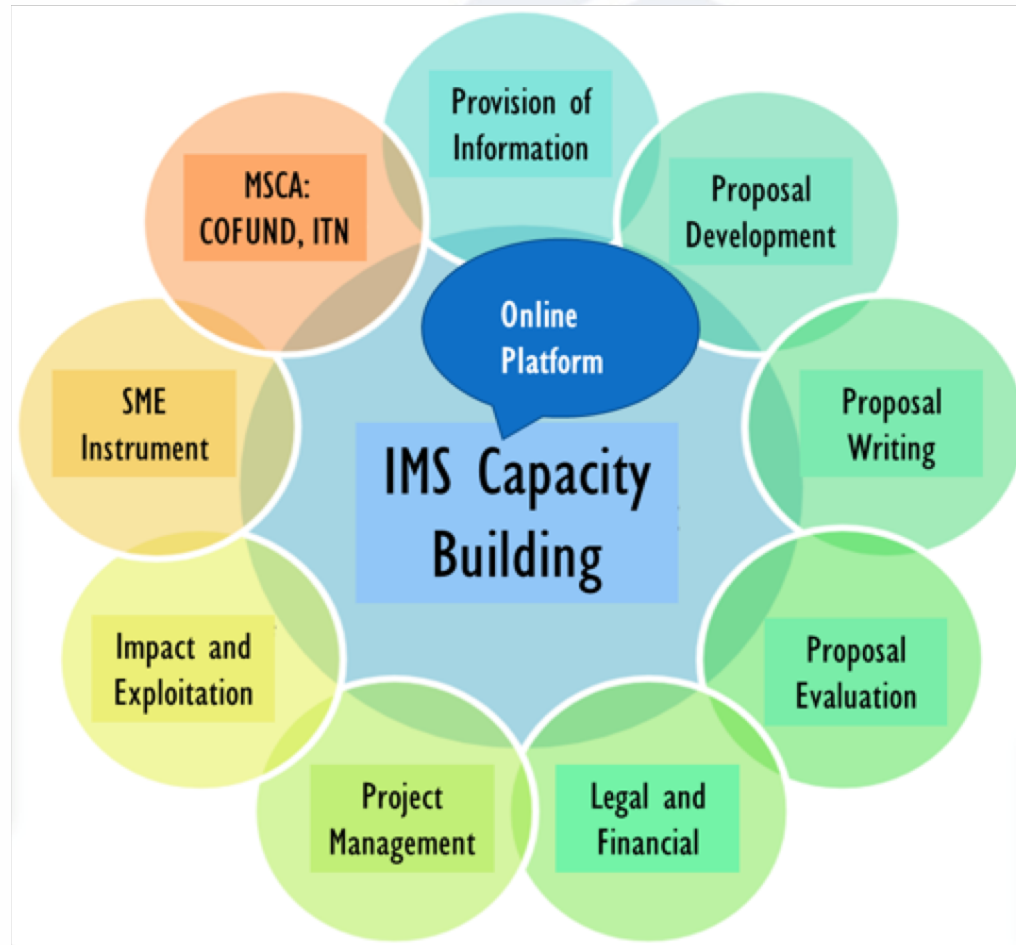 Provision of
Information
Proposal
Development
Proposal
Writing
Proposal
Evaluation
Legal and
Financial
Project
Management
Impact and
Exploitation
SME
Instrument
MSCA:
COFUND, ITN
Online
Platform
IMS Capacity
Building